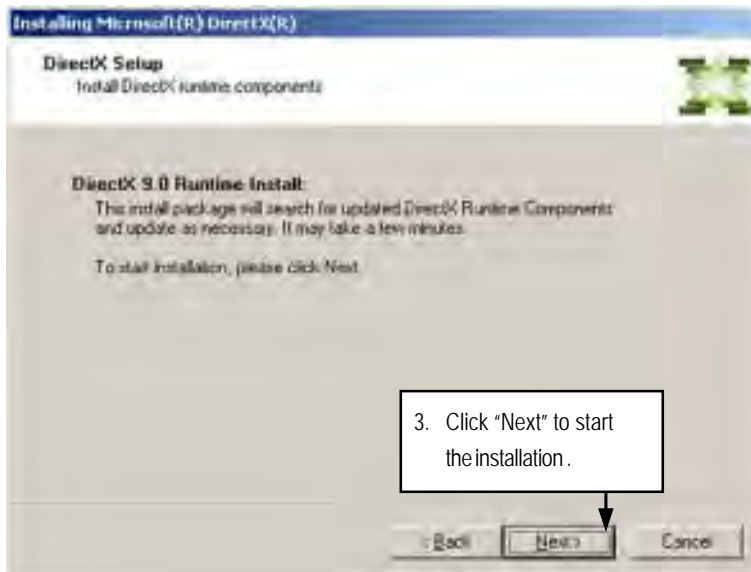 Installing Microsoft(R) DirectX(R)
DirectX Setup
Install DirectX runtime components
DirectX 9.0 Runtime Install:
This install package will search for updated DirectX Runtime Components
and update as necessary. It may take a few minutes.
To start installation, please click Next.
3. Click "Next" to start
the installation.
< Back Next > Cancel